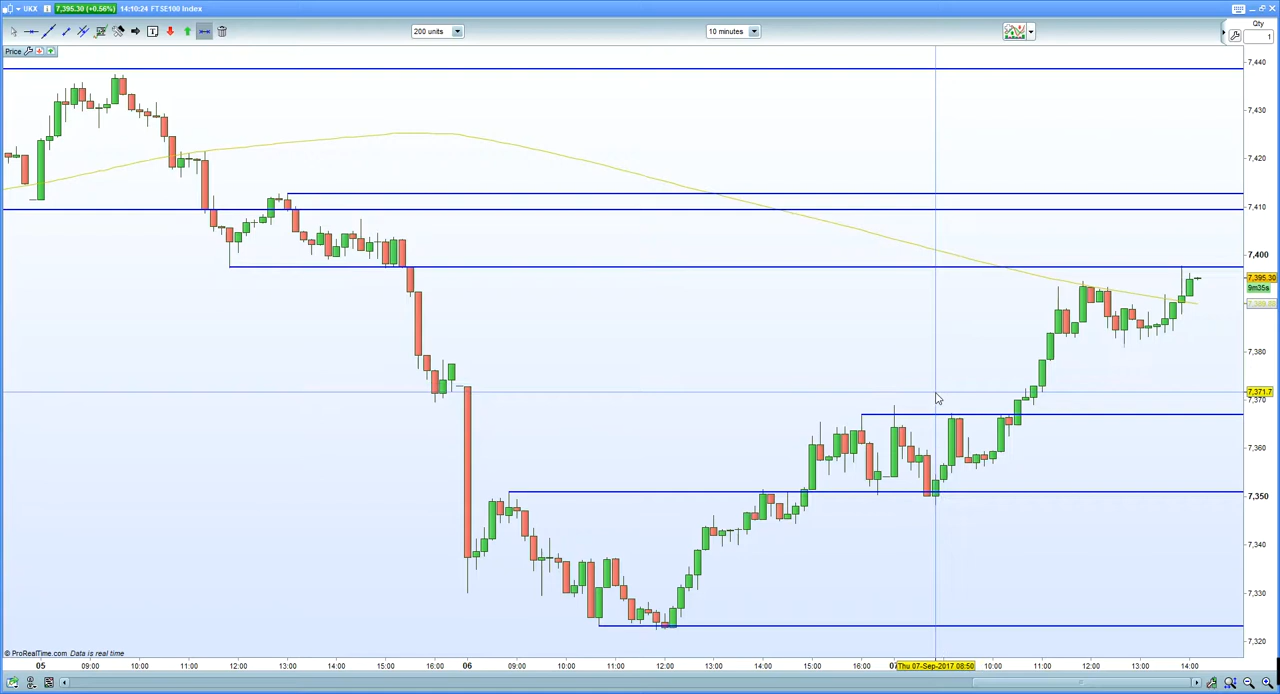 UKX 7,395.30 (+0.56%) 14:10:24 FTSE100 Index
Qty
200 units 10 minutes 1
Price
7,440
7,430
7,420
7,410
7,400
7,395.30
9m35s
7,380
7,371.7
7,370
7,360
7,350
7,340
7,330
7,320
© ProRealTime.com Data is real time
05 09:00 10:00 11:00 12:00 13:00 14:00 15:00 16:00 06 09:00 10:00 11:00 12:00 13:00 14:00 15:00 16:00 07 Thu 07-Sep-2017 08:50 10:00 11:00 12:00 13:00 14:00